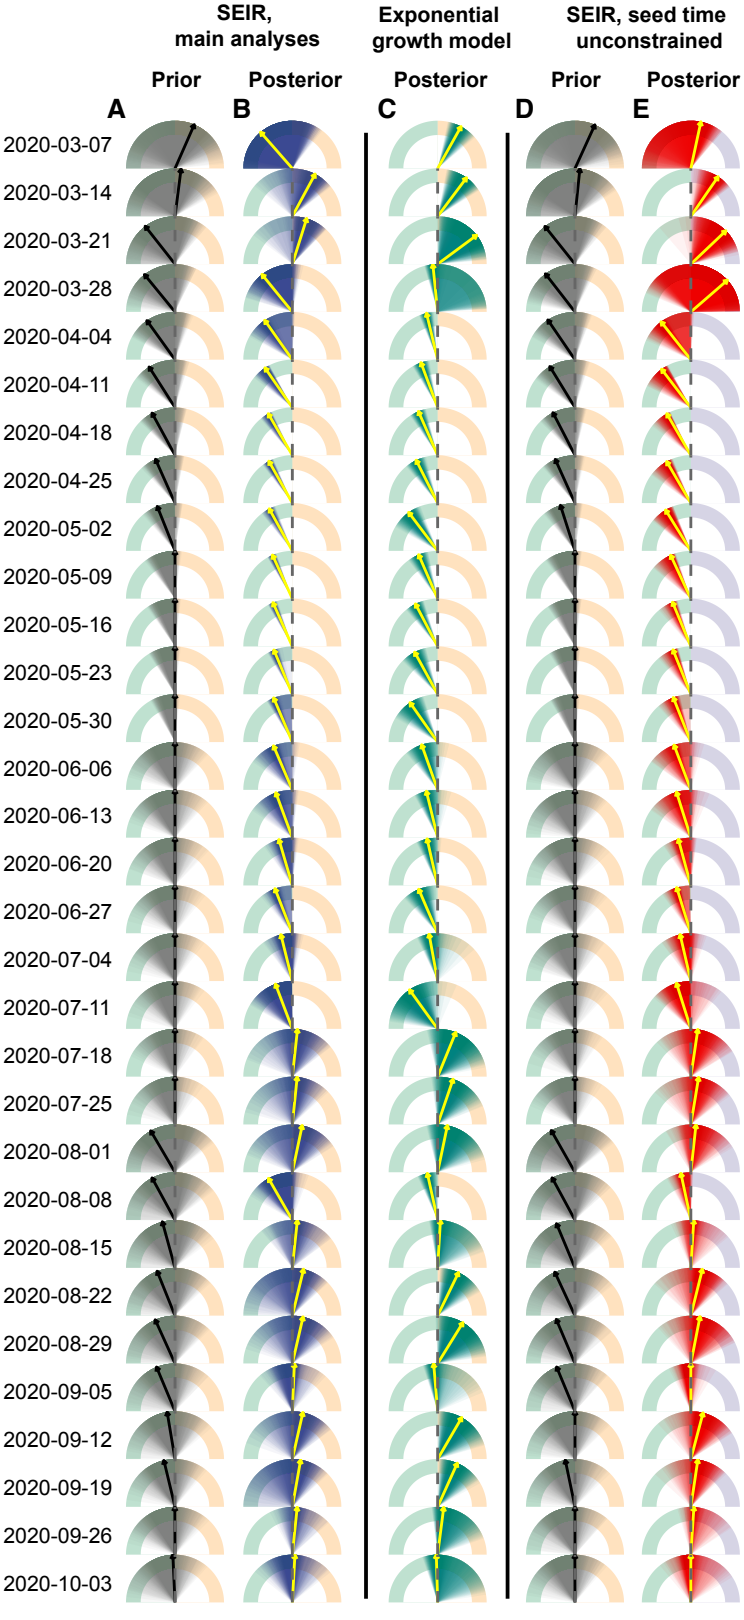 SEIR,
main analyses
Exponential
growth model
SEIR, seed time
unconstrained
Prior
Posterior
Posterior
Prior
Posterior
A
B
C
D
E
2020-03-07
2020-03-14
2020-03-21
2020-03-28
2020-04-04
2020-04-11
2020-04-18
2020-04-25
2020-05-02
2020-05-09
2020-05-16
2020-05-23
2020-05-30
2020-06-06
2020-06-13
2020-06-20
2020-06-27
2020-07-04
2020-07-11
2020-07-18
2020-07-25
2020-08-01
2020-08-08
2020-08-15
2020-08-22
2020-08-29
2020-09-05
2020-09-12
2020-09-19
2020-09-26
2020-10-03